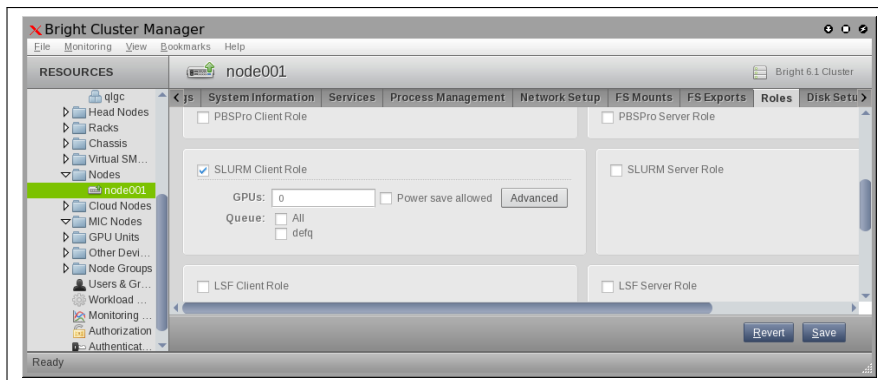 Bright Cluster Manager
File Monitoring View Bookmarks Help
RESOURCES
node001
Bright 6.1 Cluster
qlgc
Head Nodes
Racks
Chassis
Virtual SM...
Nodes
node001
Cloud Nodes
MIC Nodes
GPU Units
Other Devi...
Node Groups
Users & Gr...
Workload ...
Monitoring ...
Authorization
Authenticat...
gs System Information Services Process Management Network Setup FS Mounts FS Exports Roles Disk Setu
PBSPro Client Role
PBSPro Server Role
SLURM Client Role
SLURM Server Role
GPUs: 0 Power save allowed Advanced
Queue: All
defq
LSF Client Role
LSF Server Role
Revert Save
Ready